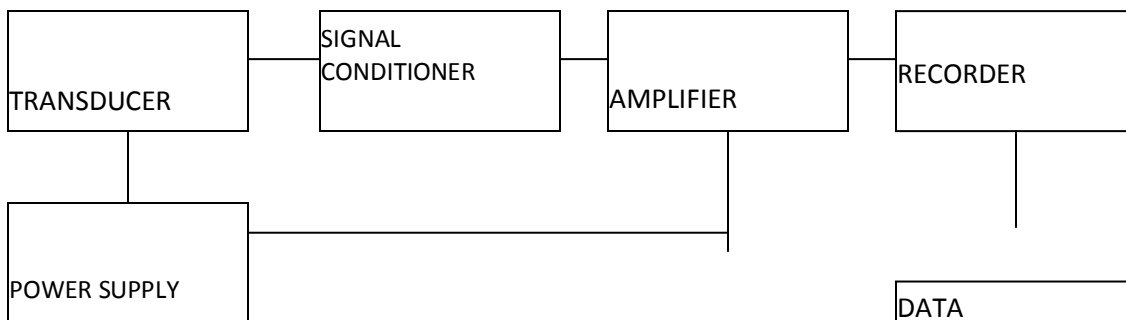 SIGNAL
CONDITIONER
RECORDER
TRANSDUCER
AMPLIFIER
POWER SUPPLY
DATA